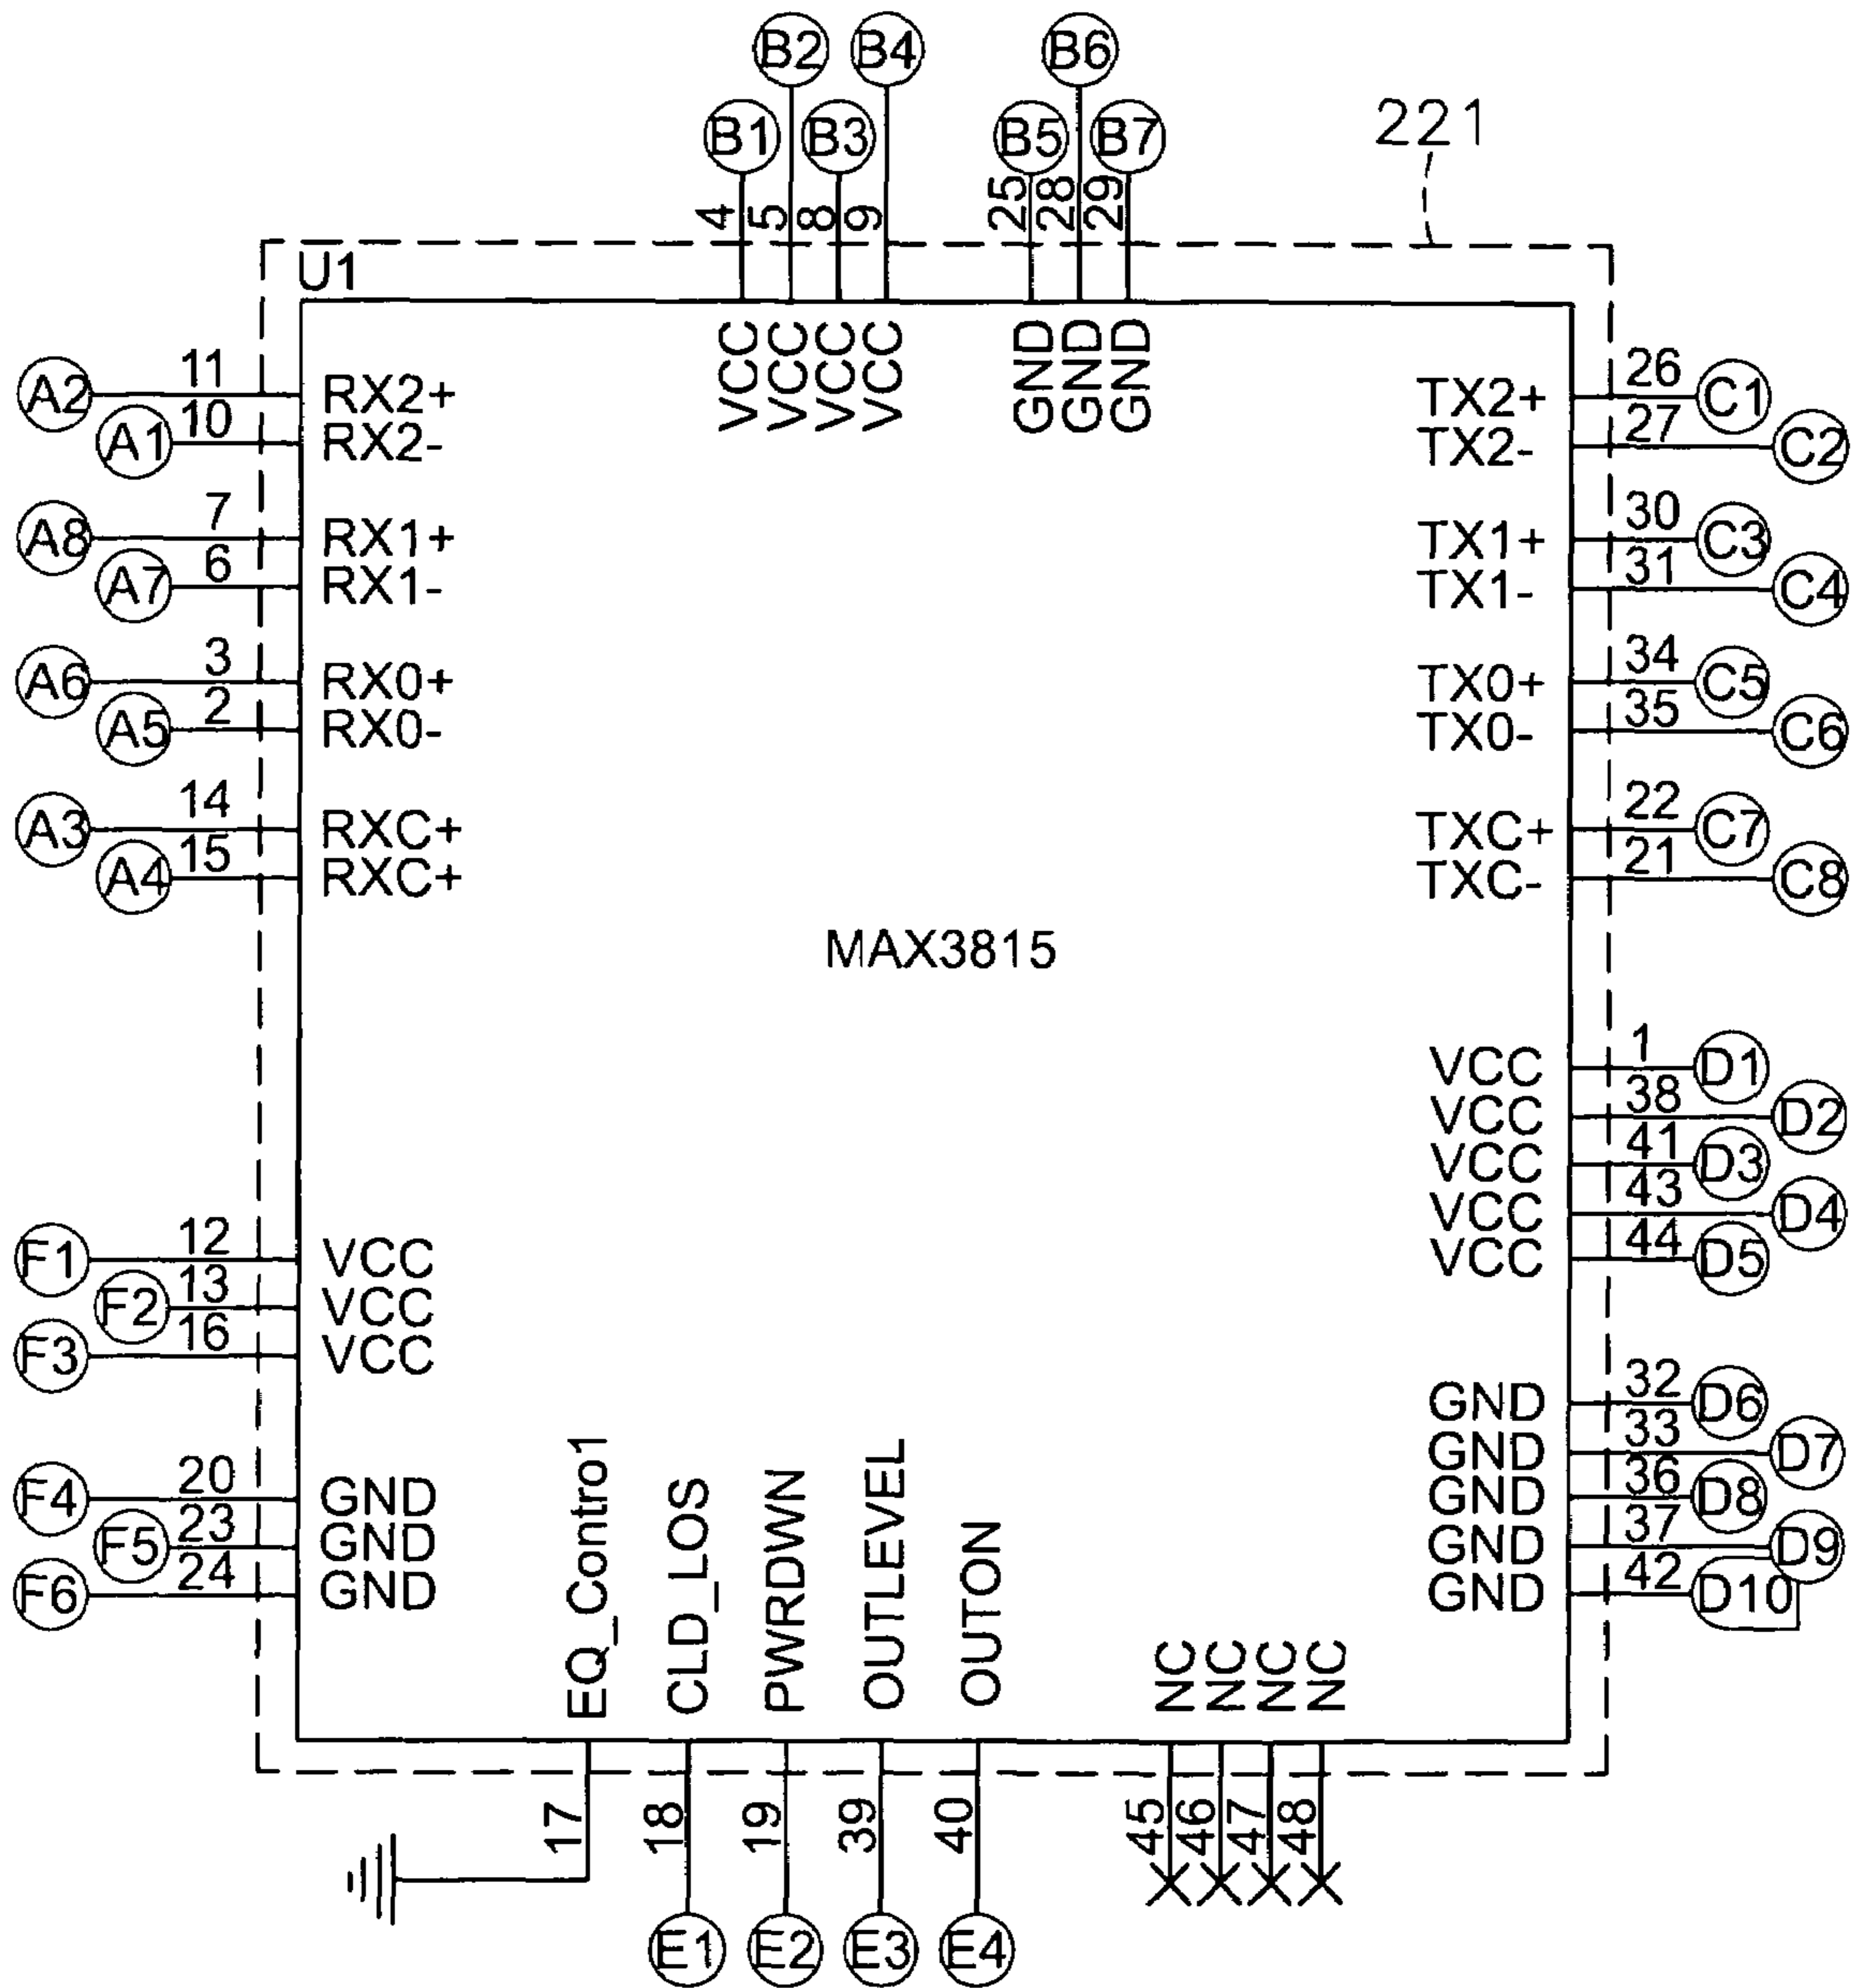 B2 B4 B6
B1 B3 B5 B7 221
4 5 8 9 25 28 29
U1
VCC VCC VCC VCC GND GND GND
A2 11 RX2+ TX2+ 26 C1
A1 10 RX2- TX2- 27 C2
A8 7 RX1+ TX1+ 30 C3
A7 6 RX1- TX1- 31 C4
A6 3 RX0+ TX0+ 34 C5
A5 2 RX0- TX0- 35 C6
A3 14 RXC+ TXC+ 22 C7
A4 15 RXC+ TXC- 21 C8
MAX3815
VCC 1 D1
VCC 38 D2
VCC 41 D3
VCC 43 D4
F1 12 VCC VCC 44 D5
F2 13 VCC
F3 16 VCC
GND 32 D6
GND 33 D7
F4 20 GND GND 36 D8
F5 23 GND GND 37 D9
F6 24 GND GND 42 D10
EQ_Contro1 CLD_LOS PWRDWN OUTLEVEL OUTON NC NC NC NC
17 18 19 39 40 45 46 47 48
E1 E2 E3 E4